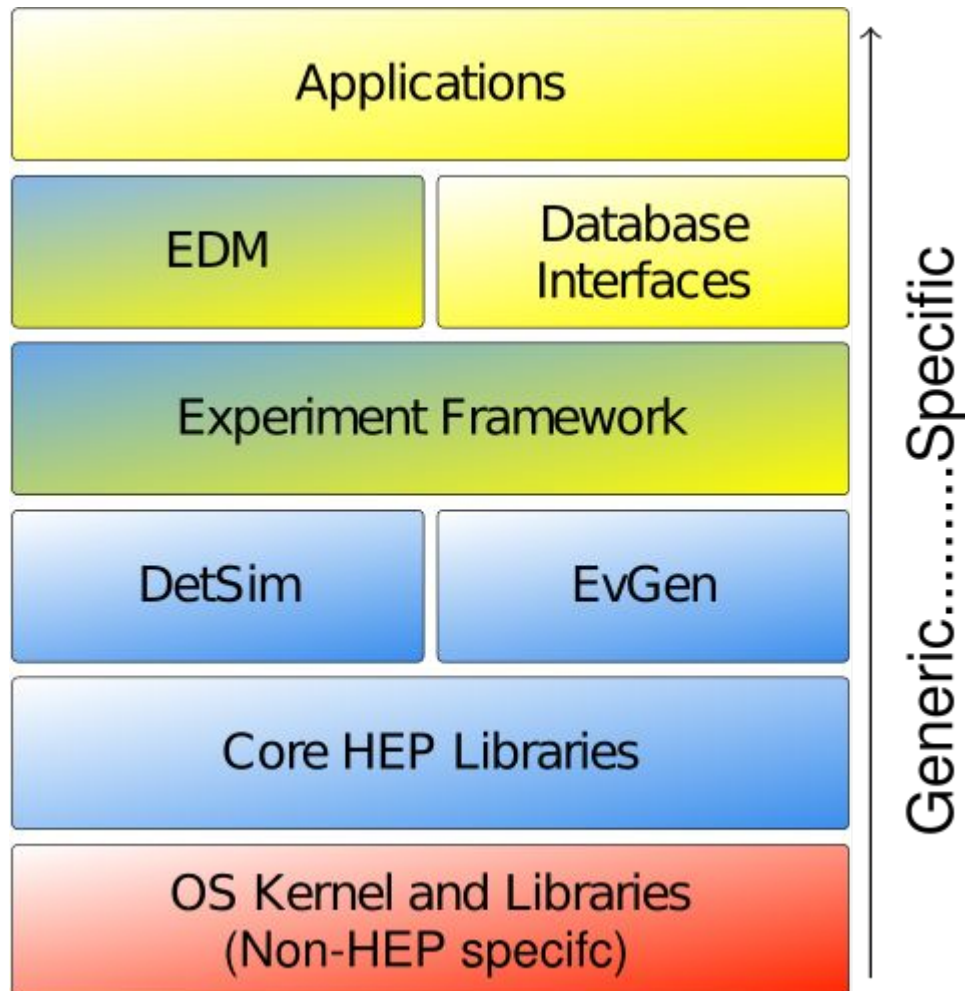 Applications
EDM
Database
Interfaces
Experiment Framework
DetSim
EvGen
Core HEP Libraries
OS Kernel and Libraries
(Non-HEP specifc)
Generic.........Specific